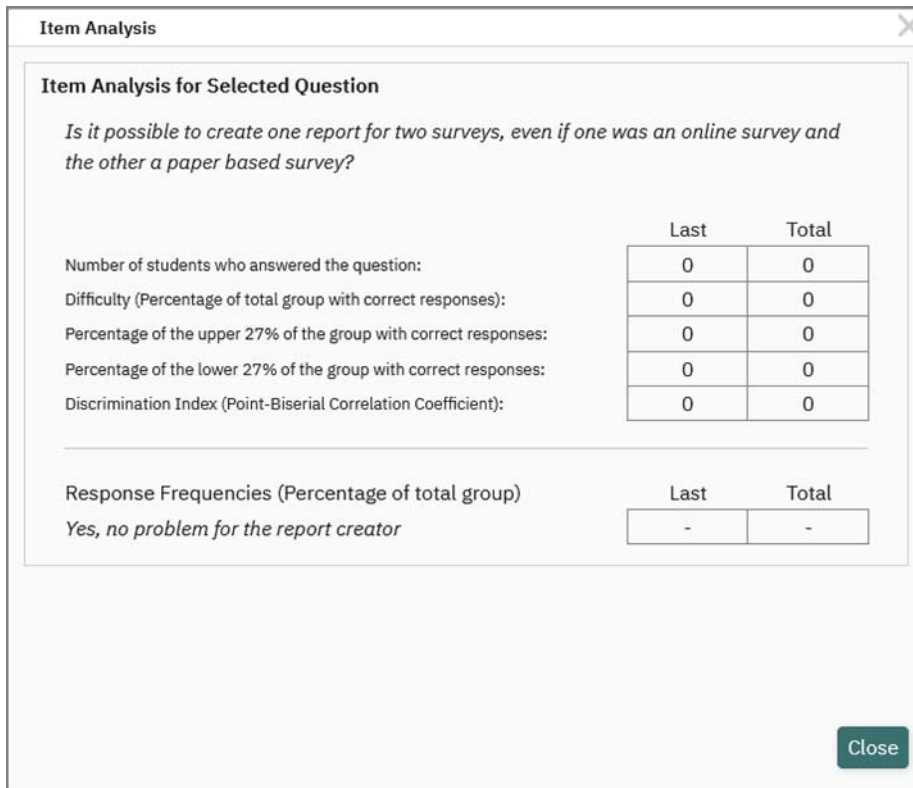 Item Analysis
Item Analysis for Selected Question
Is it possible to create one report for two surveys, even if one was an online survey and
the other a paper based survey?
Last Total
Number of students who answered the question: 0 0
Difficulty (Percentage of total group with correct responses): 0 0
Percentage of the upper 27% of the group with correct responses: 0 0
Percentage of the lower 27% of the group with correct responses: 0 0
Discrimination Index (Point-Biserial Correlation Coefficient): 0 0
Response Frequencies (Percentage of total group) Last Total
Yes, no problem for the report creator - -
Close